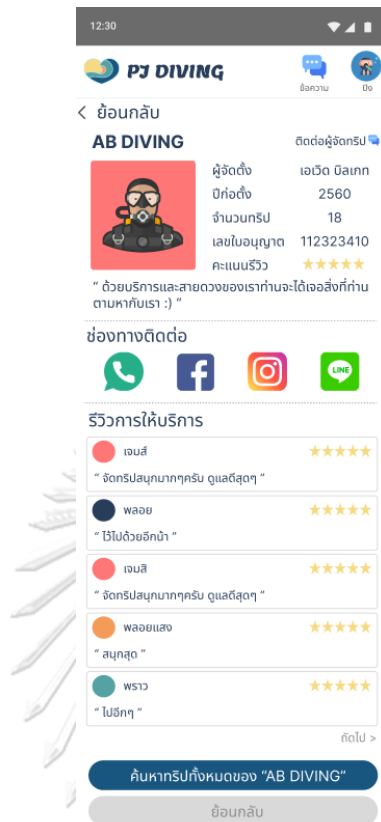 12:30
PJ DIVING
ข้อความ
ปิง
< ย้อนกลับ
AB DIVING
ติดต่อผู้จัดทริป
ผู้จัดตั้ง เอเวิด บิลเกท
ปีก่อตั้ง 2560
จำนวนทริป 18
เลขใบอนุญาต 112323410
คะแนนรีวิว
“ ด้วยบริการและสายดวงของเราท่านจะได้เจอสิ่งที่ท่าน
ตามหากับเรา :) “
ช่องทางติดต่อ
LINE
รีวิวการให้บริการ
เจมส์
“ จัดทริปสนุกมากๆครับ ดูแลดีสุดๆ “
พลอย
“ ไว้ไปด้วยอีกน้า “
เจมสิ
“ จัดทริปสนุกมากๆครับ ดูแลดีสุดๆ “
พลอยแสง
“ สนุกสุด “
พราว
“ ไปอีกๆ “
ถัดไป >
ค้นหาทริปทั้งหมดของ “AB DIVING“
ย้อนกลับ